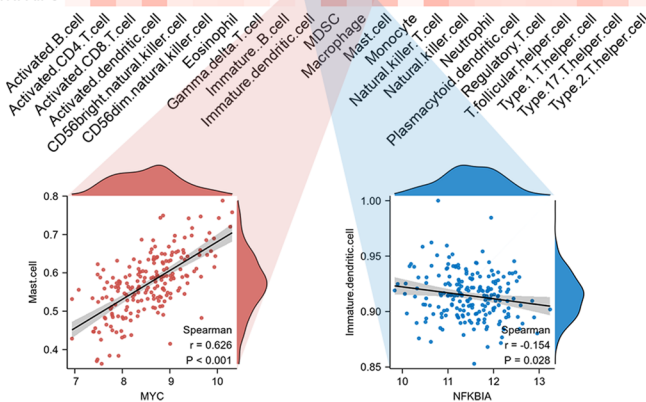 Activated.B.cell
Activated.CD4.T.cell
Activated.CD8.T.cell
Activated.dendritic.cell
CD56bright.natural.killer.cell
CD56dim.natural.killer.cell
Eosinophil
Gamma.delta.T.cell
Immature..B.cell
Immature.dendritic.cell
MDSC
Macrophage
Mast.cell
Monocyte
Natural.killer.T.cell
Natural.killer.cell
Neutrophil
Plasmacytoid.dendritic.cell
Regulatory.T.cell
T.follicular.helper.cell
Type.1.T.helper.cell
Type.17.T.helper.cell
Type.2.T.helper.cell
0.8
0.7
0.6
0.5
0.4
Mast.cell
Spearman
r = 0.626
P < 0.001
7 8 9 10
MYC
1.00
0.95
0.90
0.85
Immature.dendritic.cell
Spearman
r = -0.154
P = 0.028
10 11 12 13
NFKBIA